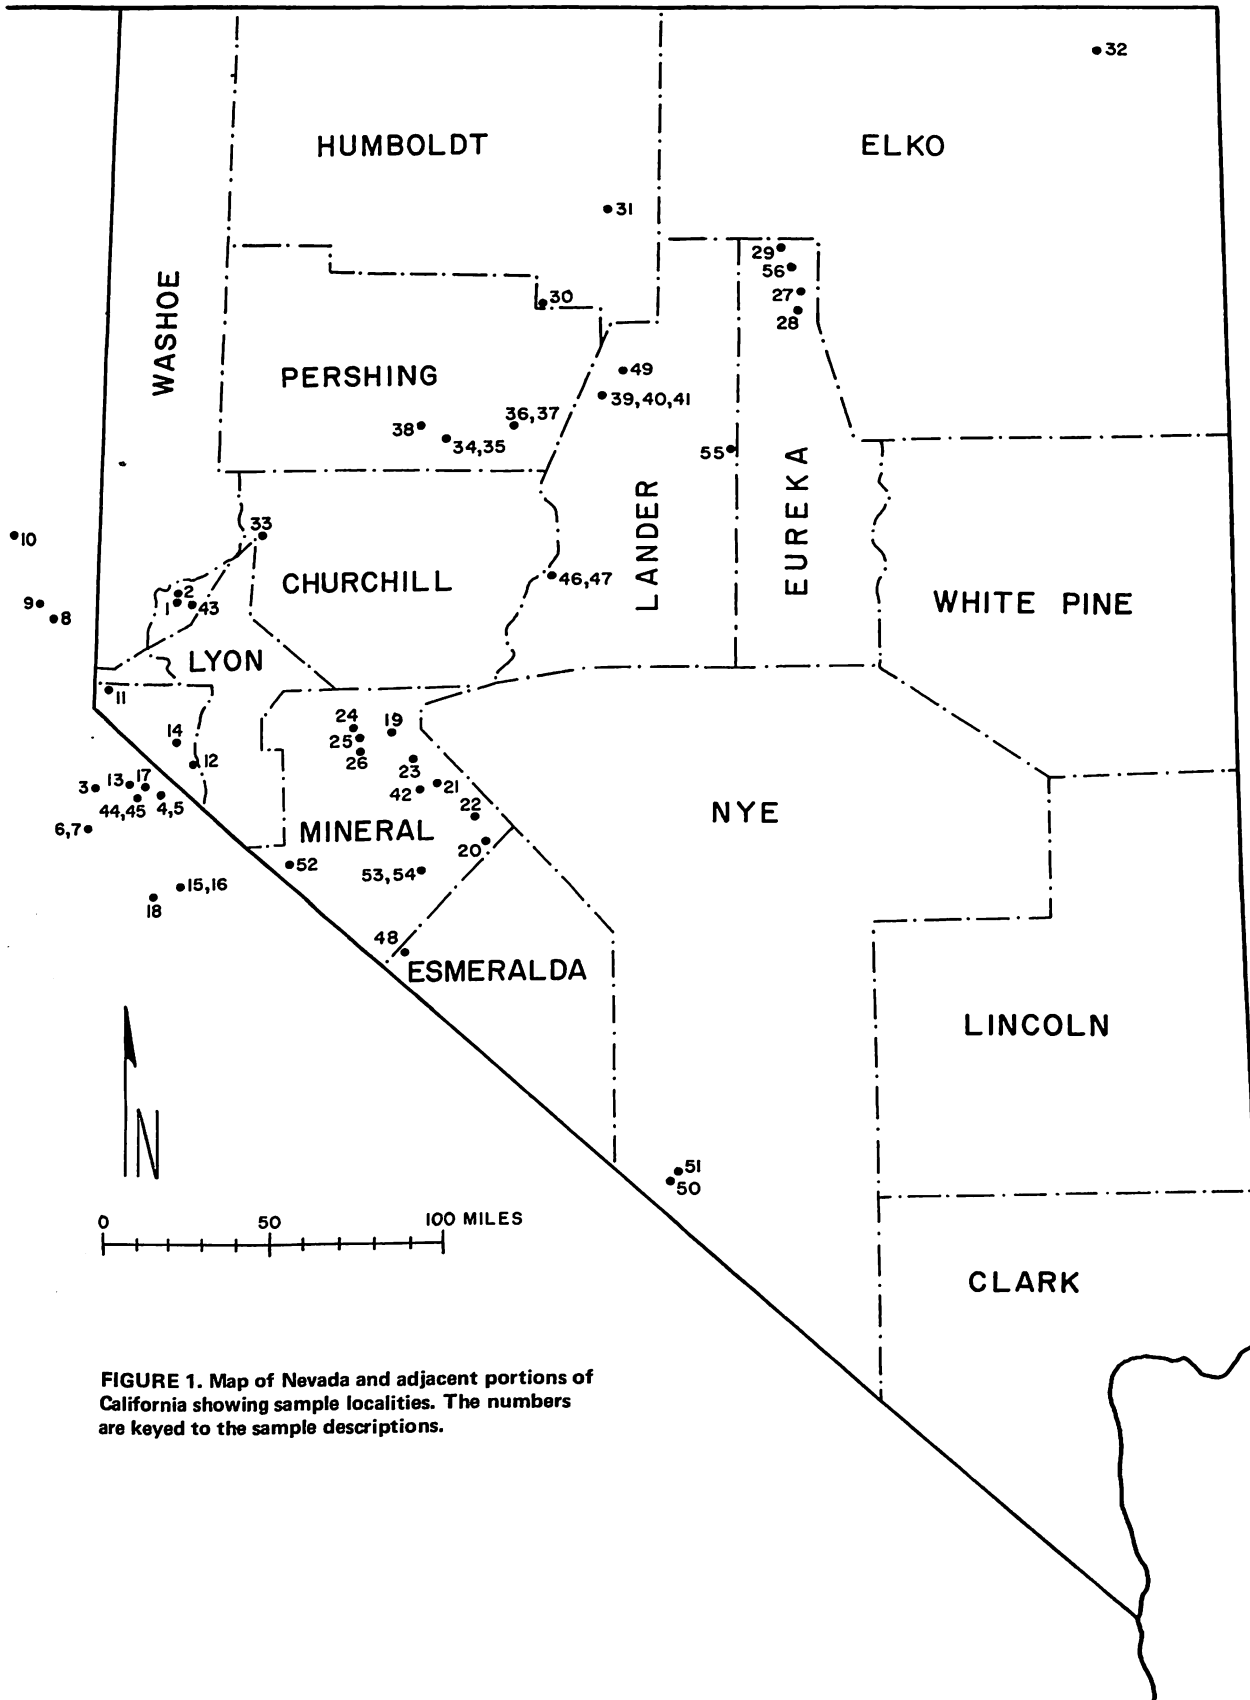 32
HUMBOLDT
ELKO
31
29
56
27
28
WASHOE
30
PERSHING
49
39,40,41
36,37
38
34,35
55
LANDER
EUREKA
33
10
CHURCHILL
46,47
2
1
43
9
8
WHITE PINE
LYON
11
24
19
14
25
26
12
23
3
13
17
21
42
44,45
4,5
22
NYE
6,7
MINERAL
20
52
53,54
15,16
18
48
ESMERALDA
LINCOLN
N
51
50
0 50 100 MILES
CLARK
FIGURE 1. Map of Nevada and adjacent portions of
California showing sample localities. The numbers
are keyed to the sample descriptions.